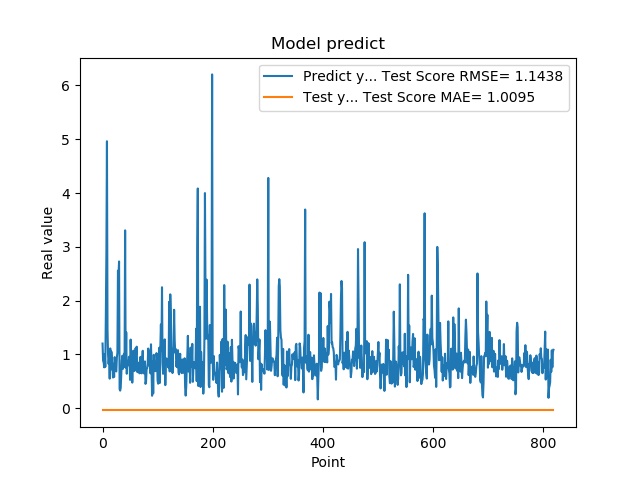 Model predict
Predict y... Test Score RMSE= 1.1438
Test y... Test Score MAE= 1.0095
Real value
6
5
4
3
2
1
0
0 200 400 600 800
Point